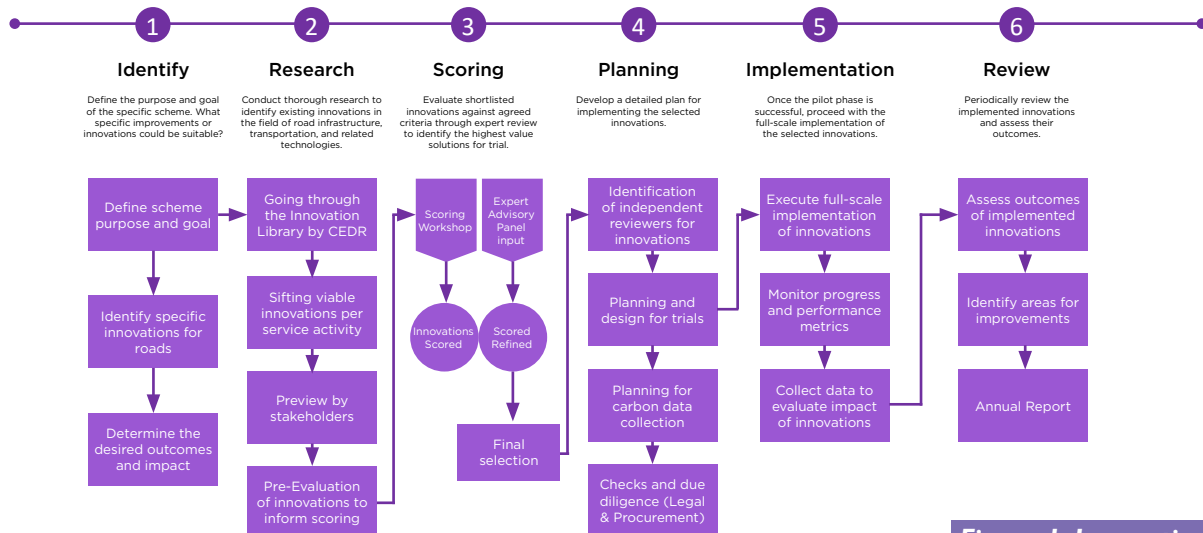 1
2
3
4
5
6
Identify
Define the purpose and goal
of the specific scheme. What
specific improvements or
innovations could be suitable?
Research
Conduct thorough research to
identify existing innovations in
the field of road infrastructure,
transportation, and related
technologies.
Scoring
Evaluate shortlisted
innovations against agreed
criteria through expert review
to identify the highest value
solutions for trial.
Planning
Develop a detailed plan for
implementing the selected
innovations.
Implementation
Once the pilot phase is
successful, proceed with the
full-scale implementation of
the selected innovations.
Review
Periodically review the
implemented innovations
and assess their
outcomes.
Define scheme
purpose and goal
Identify specific
innovations for
roads
Determine the
desired outcomes
and impact
Going through
the Innovation
Library by CEDR
Sifting viable
innovations per
service activity
Preview by
stakeholders
Pre-Evaluation
of innovations to
inform scoring
Scoring
Workshop
Expert
Advisory
Panel
input
Innovations
Scored
Scored
Refined
Final
selection
Identification
of independent
reviewers for
innovations
Planning and
design for trials
Planning for
carbon data
collection
Checks and due
diligence (Legal
& Procurement)
Execute full-scale
implementation
of innovations
Monitor progress
and performance
metrics
Collect data to
evaluate impact
of innovations
Assess outcomes
of implemented
innovations
Identify areas for
improvements
Annual Report